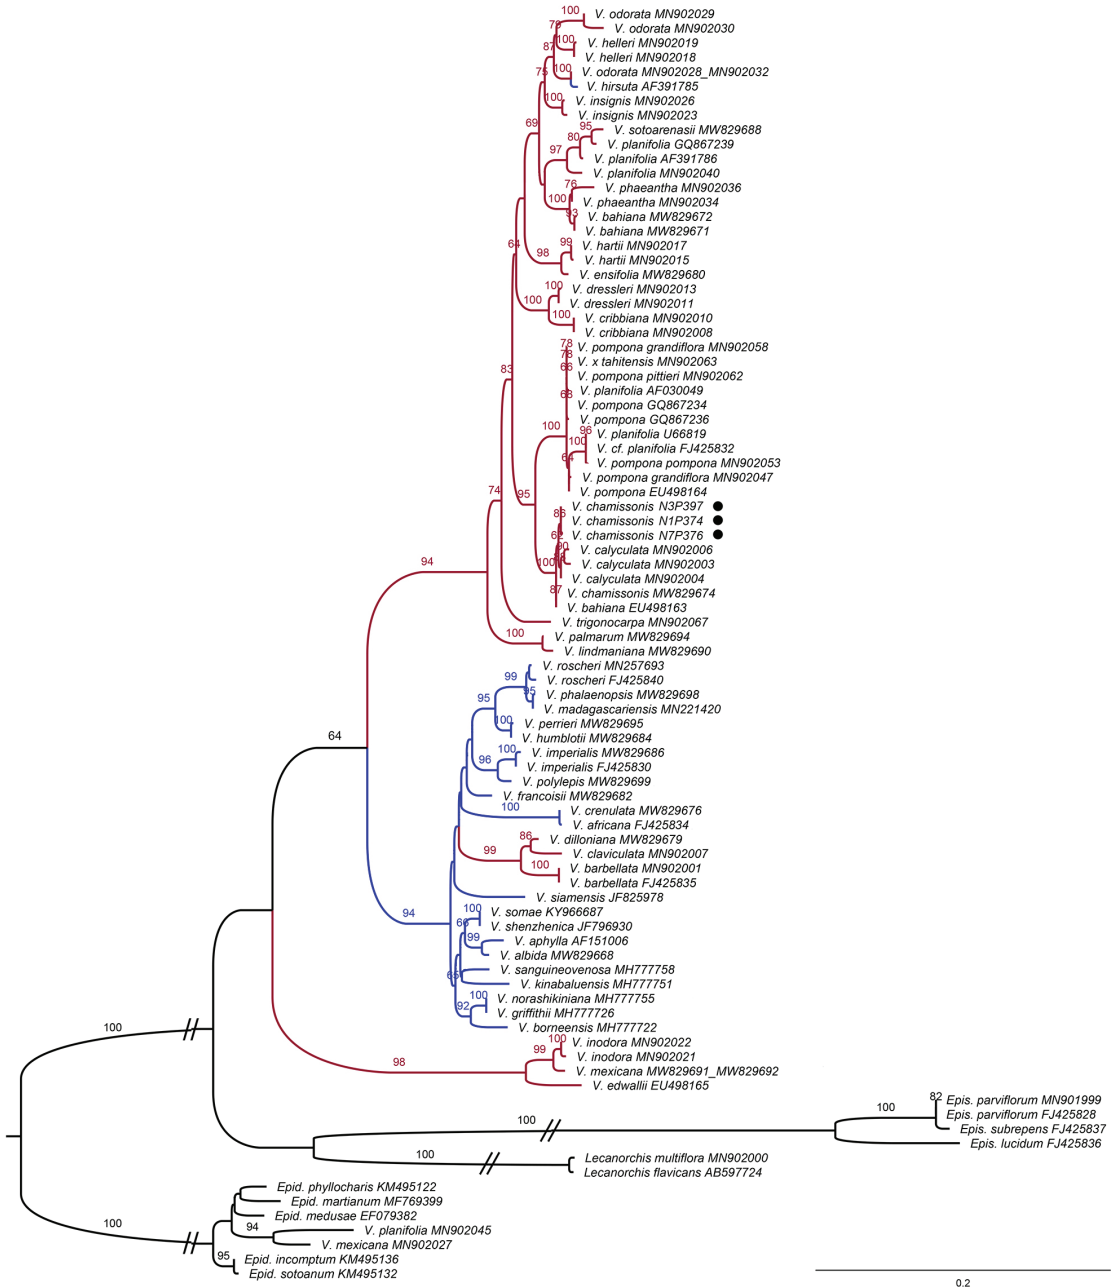 100
V. odorata MN902029
79
V. odorata MN902030
V. helleri MN902019
100
87
V. helleri MN902018
V. odorata MN902028_MN902032
100
75
V. hirsuta AF391785
V. insignis MN902026
100
V. insignis MN902023
69
V. sotoarenasii MW829688
95
80
V. planifolia GQ867239
97
V. planifolia AF391786
V. planifolia MN902040
76
V. phaeantha MN902036
100
V. phaeantha MN902034
93
V. bahiana MW829672
V. bahiana MW829671
64
99
V. hartii MN902017
98
V. hartii MN902015
V. ensifolia MW829680
100
V. dressleri MN902013
100
V. dressleri MN902011
100
V. cribbiana MN902010
V. cribbiana MN902008
78
V. pompona grandiflora MN902058
78
V. x tahitensis MN902063
66
83
V. pompona pittieri MN902062
68
V. planifolia AF030049
V. pompona GQ867234
V. pompona GQ867236
100
96
V. planifolia U66819
100
V. cf. planifolia FJ425832
64
V. pompona pompona MN902053
V. pompona grandiflora MN902047
74
95
V. pompona EU498164
V. chamissonis N3P397
86
V. chamissonis N1P374
62
V. chamissonis N7P376
90
V. calyculata MN902006
94
100
V. calyculata MN902003
V. calyculata MN902004
87
V. chamissonis MW829674
V. bahiana EU498163
V. trigonocarpa MN902067
100
V. palmarum MW829694
V. lindmaniana MW829690
V. roscheri MN257693
99
V. roscheri FJ425840
95
95
V. phalaenopsis MW829698
V. madagascariensis MN221420
100
V. perrieri MW829695
64
V. humblotii MW829684
100
V. imperialis MW829686
96
V. imperialis FJ425830
V. polylepis MW829699
V. francoisii MW829682
100
V. crenulata MW829676
V. africana FJ425834
86
V. dilloniana MW829679
99
V. claviculata MN902007
100
V. barbellata MN902001
V. barbellata FJ425835
V. siamensis JF825978
94
100
V. somae KY966687
66
V. shenzhenica JF796930
99
V. aphylla AF151006
V. albida MW829668
65
V. sanguineovenosa MH777758
V. kinabaluensis MH777751
100
92
V. norashikiniana MH777755
V. griffithii MH777726
100
V. borneensis MH777722
100
V. inodora MN902022
99
V. inodora MN902021
98
V. mexicana MW829691_MW829692
V. edwallii EU498165
82
Epis. parviflorum MN901999
100
Epis. parviflorum FJ425828
100
Epis. subrepens FJ425837
Epis. lucidum FJ425836
100
Lecanorchis multiflora MN902000
Lecanorchis flavicans AB597724
Epid. phyllocharis KM495122
Epid. martianum MF769399
Epid. medusae EF079382
100
94
V. planifolia MN902045
V. mexicana MN902027
95
Epid. incomptum KM495136
Epid. sotoanum KM495132
0.2